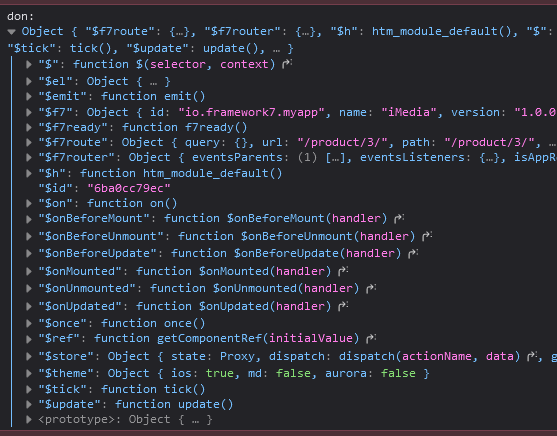 don:
Object { "$f7route": {…}, "$f7router": {…}, "$h": htm_module_default(), "$":
"$tick": tick(), "$update": update(), … }
"$": function $(selector, context)
"$el": Object { … }
"$emit": function emit()
"$f7": Object { id: "io.framework7.myapp", name: "iMedia", version: "1.0.0
"$f7ready": function f7ready()
"$f7route": Object { query: {}, url: "/product/3/", path: "/product/3/", …
"$f7router": Object { eventsParents: (1) […], eventsListeners: {…}, isAppR
"$h": function htm_module_default()
"$id": "6ba0cc79ec"
"$on": function on()
"$onBeforeMount": function $onBeforeMount(handler)
"$onBeforeUnmount": function $onBeforeUnmount(handler)
"$onBeforeUpdate": function $onBeforeUpdate(handler)
"$onMounted": function $onMounted(handler)
"$onUnmounted": function $onUnmounted(handler)
"$onUpdated": function $onUpdated(handler)
"$once": function once()
"$ref": function getComponentRef(initialValue)
"$store": Object { state: Proxy, dispatch: dispatch(actionName, data), g
"$theme": Object { ios: true, md: false, aurora: false }
"$tick": function tick()
"$update": function update()
<prototype>: Object { … }